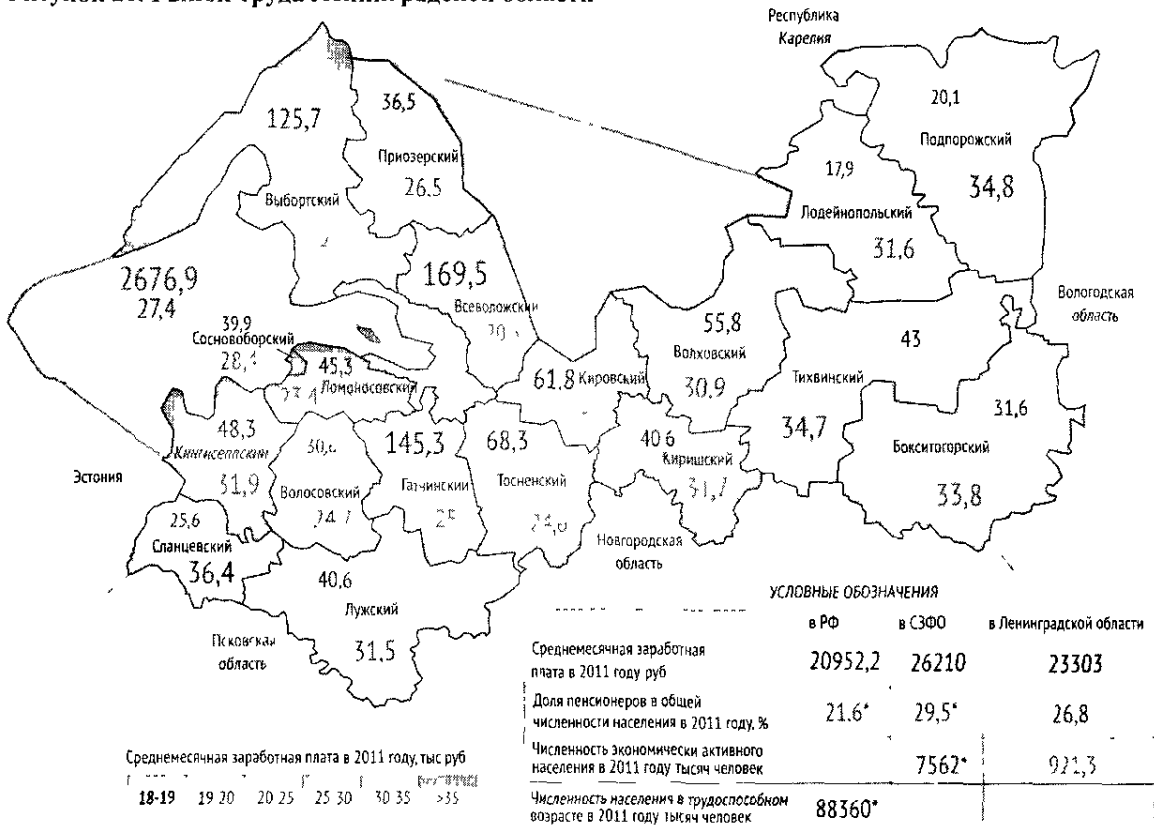 Республика
Карелия
36,5
20,1
125,7
Подпорожский
Приозерский
17,9
26,5
34,8
Выборгский
Лодейнопольский
31,6
2676,9
169,5
27,4
Всеволожский
Вологодская
область
39,9
55,8
43
Сосновоборский
Волховский
45,3
61,8 Кировский
Ломоносовский
30,9
Тихвинский
31,6
48,3
145,3
68,3
40 6
34,7
Бокситогорский
Кингисеппский
Киришский
Эстония
31,9
Волосовский
Гатчинский
Тосненский
33,8
25,6
Новгородская
область
Сланцевский
36,4
40,6
Лужский
31,5
Псковская
область
УСЛОВНЫЕ ОБОЗНАЧЕНИЯ
в РФ в СЗФО в Ленинградской области
Среднемесячная заработная
плата в 2011 году руб
20952,2 26210 23303
Доля пенсионеров в общей
численности населения в 2011 году, %
21.6* 29,5* 26,8
Численность экономически активного
населения в 2011 году тысяч человек
7562* 921,3
Численность населения в трудоспособном
возрасте в 2011 году тысяч человек
88360*
Среднемесячная заработная плата в 2011 году, тыс руб
18-19 19 20 20 25 25 30 30 35 >35